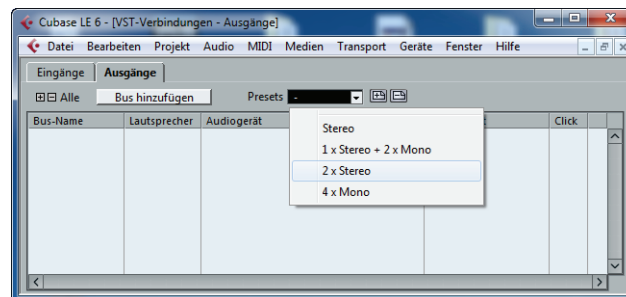 Cubase LE 6 - [VST-Verbindungen - Ausgänge]
Datei Bearbeiten Projekt Audio MIDI Medien Transport Geräte Fenster Hilfe
Eingänge Ausgänge
Alle Bus hinzufügen Presets -
Bus-Name Lautsprecher Audiogerät Click
Stereo
1 x Stereo + 2 x Mono
2 x Stereo
4 x Mono